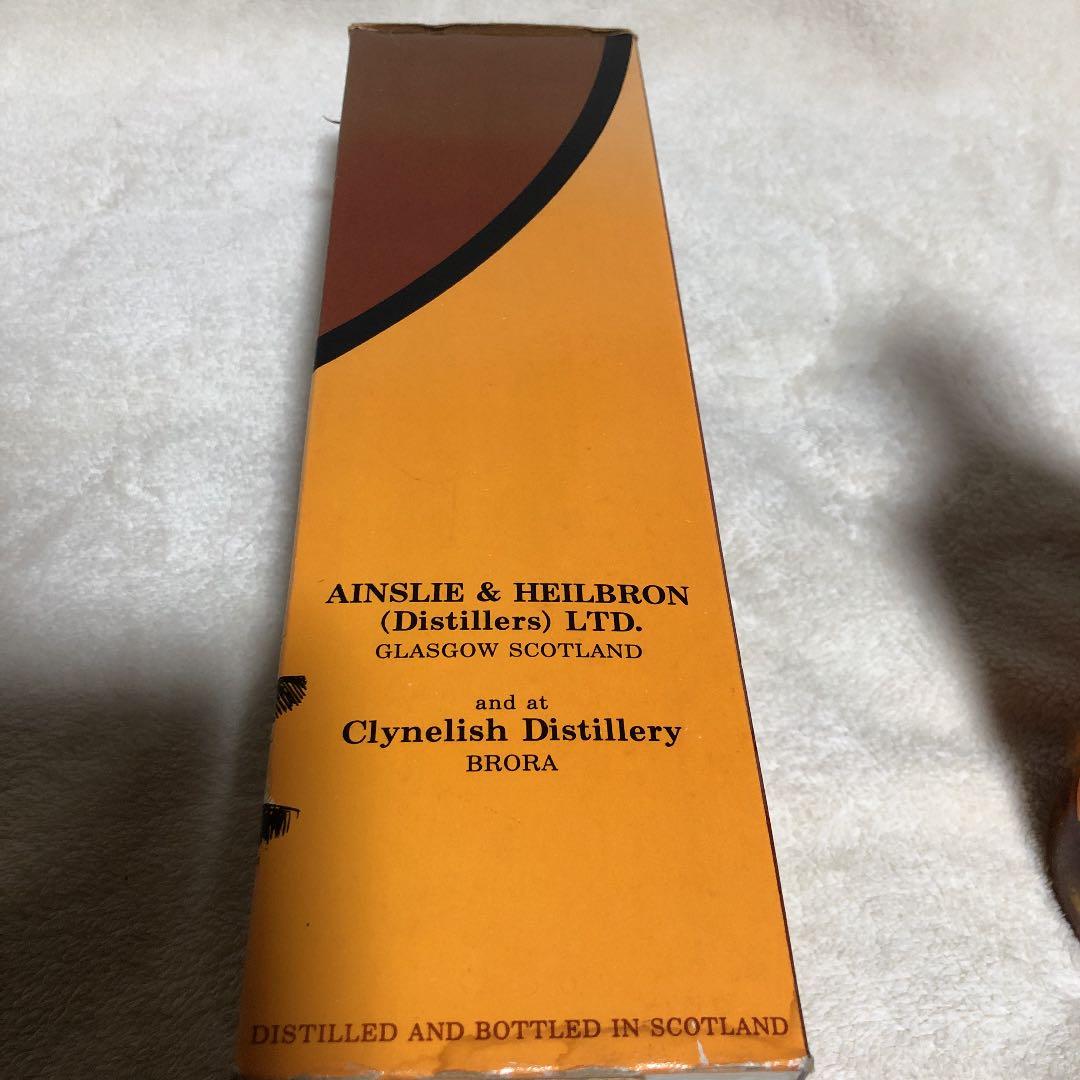 AINSLIE & HEILBRON
(Distillers) LTD.
GLASGOW SCOTLAND
and at
Clynelish Distillery
BRORA
DISTILLED AND BOTTLED IN SCOTLAND